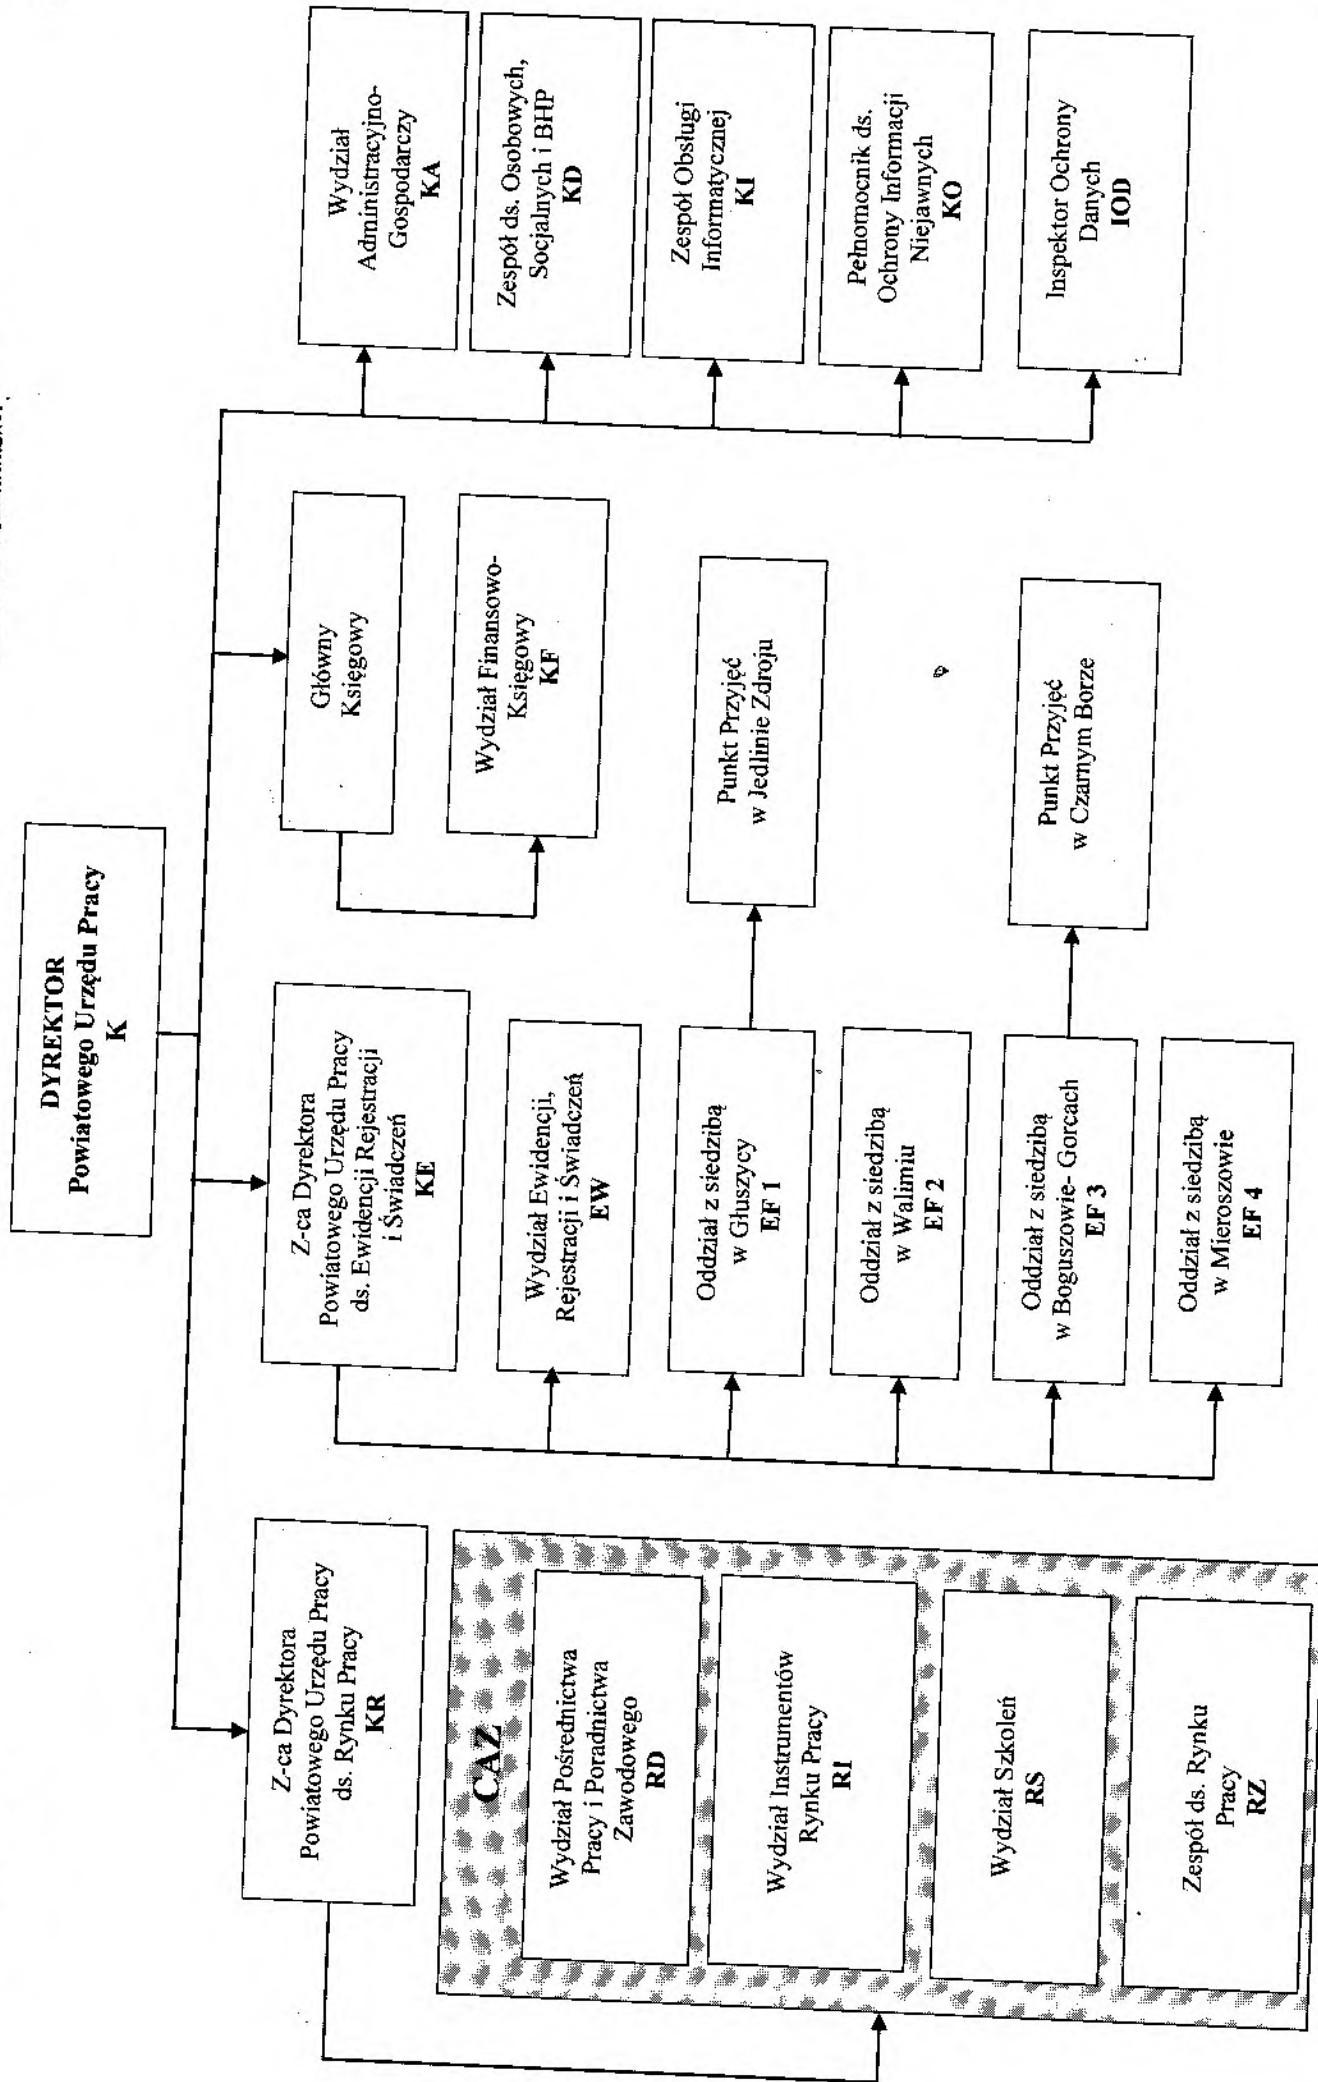 DYREKTOR
Powiatowego Urzędu Pracy
K
Z-ca Dyrektora
Powiatowego Urzędu Pracy
ds. Rynku Pracy
KR
CAZ
Wydział Pośrednictwa
Pracy i Poradnictwa
Zawodowego
RD
Wydział Instrumentów
Rynku Pracy
RI
Wydział Szkoleń
RS
Zespół ds. Rynku
Pracy
RZ
Z-ca Dyrektora
Powiatowego Urzędu Pracy
ds. Ewidencji Rejestracji
i Świadczeń
KE
Wydział Ewidencji,
Rejestracji i Świadczeń
EW
Oddział z siedzibą
w Głuszycy
EF 1
Oddział z siedzibą
w Walimiu
EF 2
Oddział z siedzibą
w Boguszowie- Gorcach
EF 3
Oddział z siedzibą
w Mieroszowie
EF 4
Punkt Przyjęć
w Jedlinie Zdroju
Punkt Przyjęć
w Czarnym Borze
Główny
Księgowy
Wydział Finansowo-
Księgowy
KF
Wydział
Administracyjno-
Gospodarczy
KA
Zespół ds. Osobowych,
Socjalnych i BHP
KD
Zespół Obsługi
Informatycznej
KI
Pełnomocnik ds.
Ochrony Informacji
Niejawnych
KO
Inspektor Ochrony
Danych
IOD